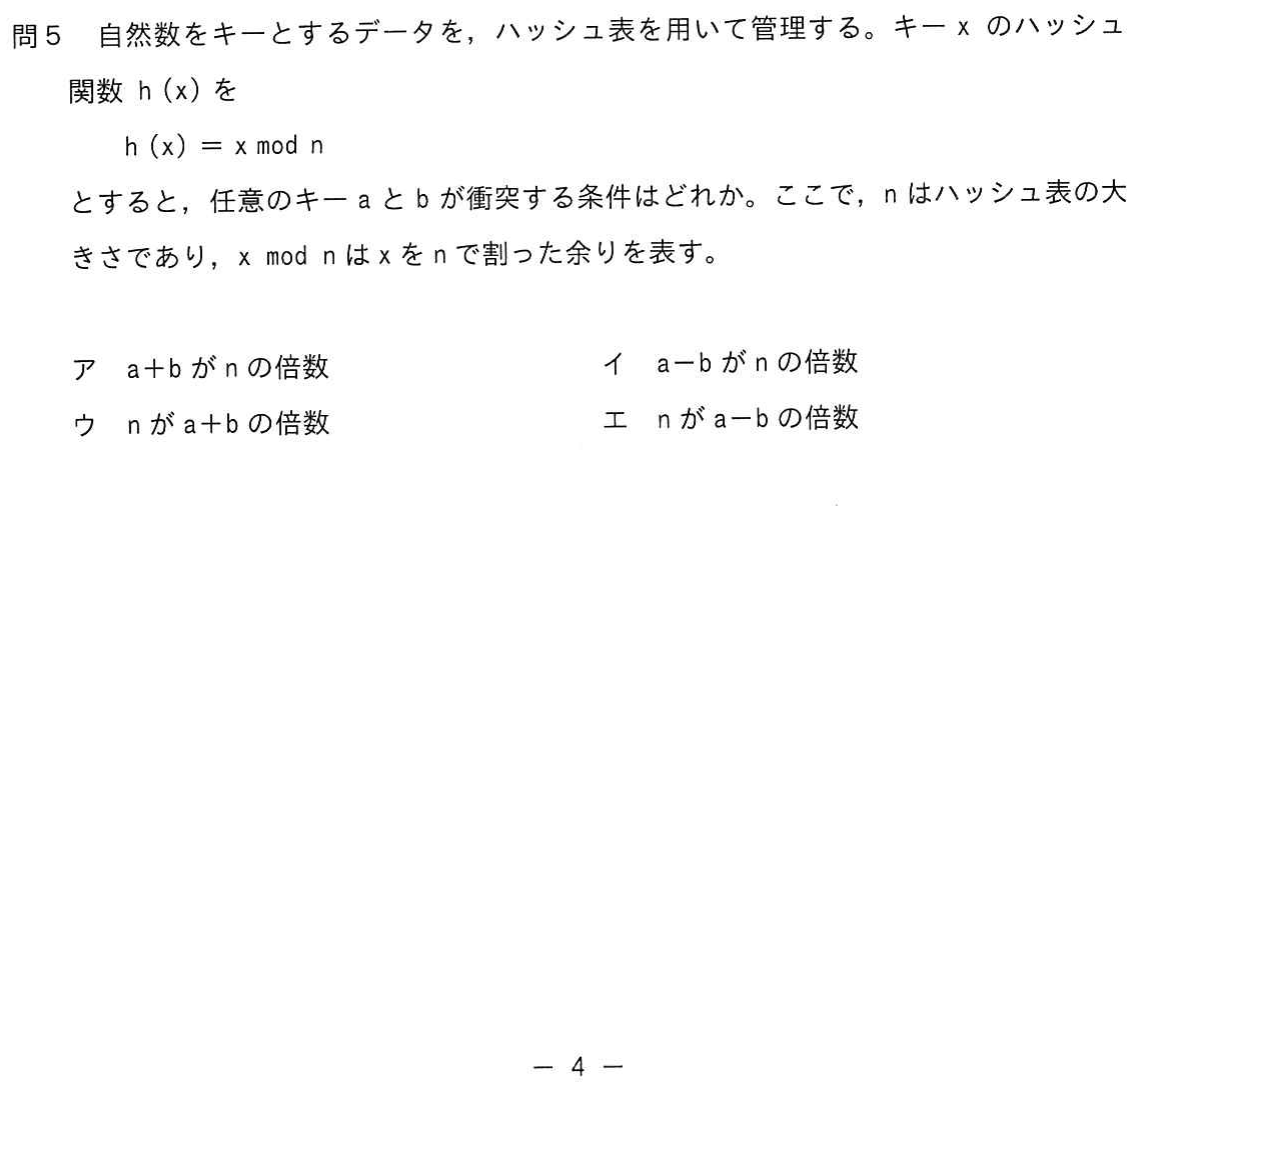 問5 自然数をキーとするデータを，ハッシュ表を用いて管理する。キー x のハッシュ
関数 h (x) を
h (x) ＝ x mod n
とすると，任意のキー a と b が衝突する条件はどれか。ここで，n はハッシュ表の大
きさであり，x mod n は x を n で割った余りを表す。
ア a＋b が n の倍数 イ a－b が n の倍数
ウ n が a＋b の倍数 エ n が a－b の倍数
－ 4 －